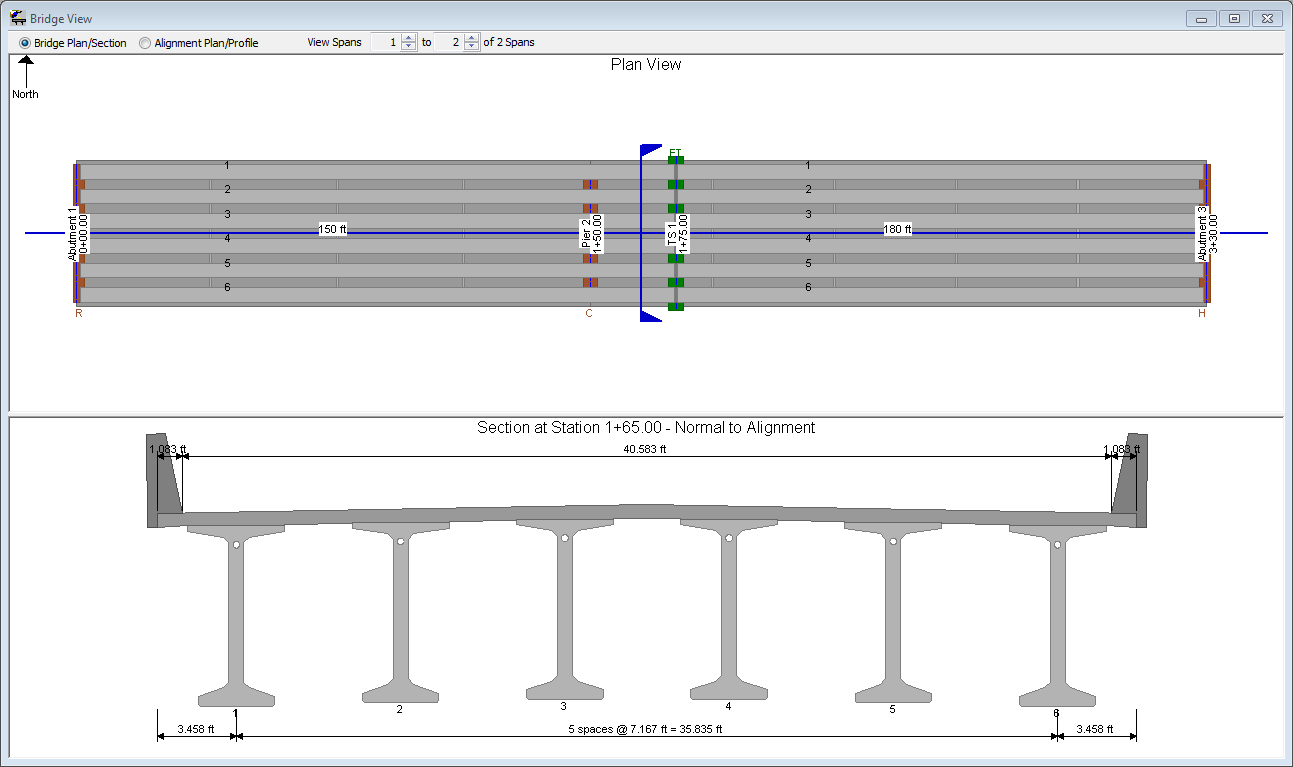 Bridge View
Bridge Plan/Section Alignment Plan/Profile View Spans 1 to 2 of 2 Spans
Plan View
North
ET
1 1
2 2
3 3
Abutment 1 0+00.00 150 ft Pier 2 1+50.00 TS 1 1+75.00 180 ft Abutment 3 3+30.00
4 4
5 5
6 6
R C H
Section at Station 1+65.00 - Normal to Alignment
1.083 ft 40.583 ft 1.083 ft
1 2 3 4 5 6
3.458 ft 5 spaces @ 7.167 ft = 35.835 ft 3.458 ft